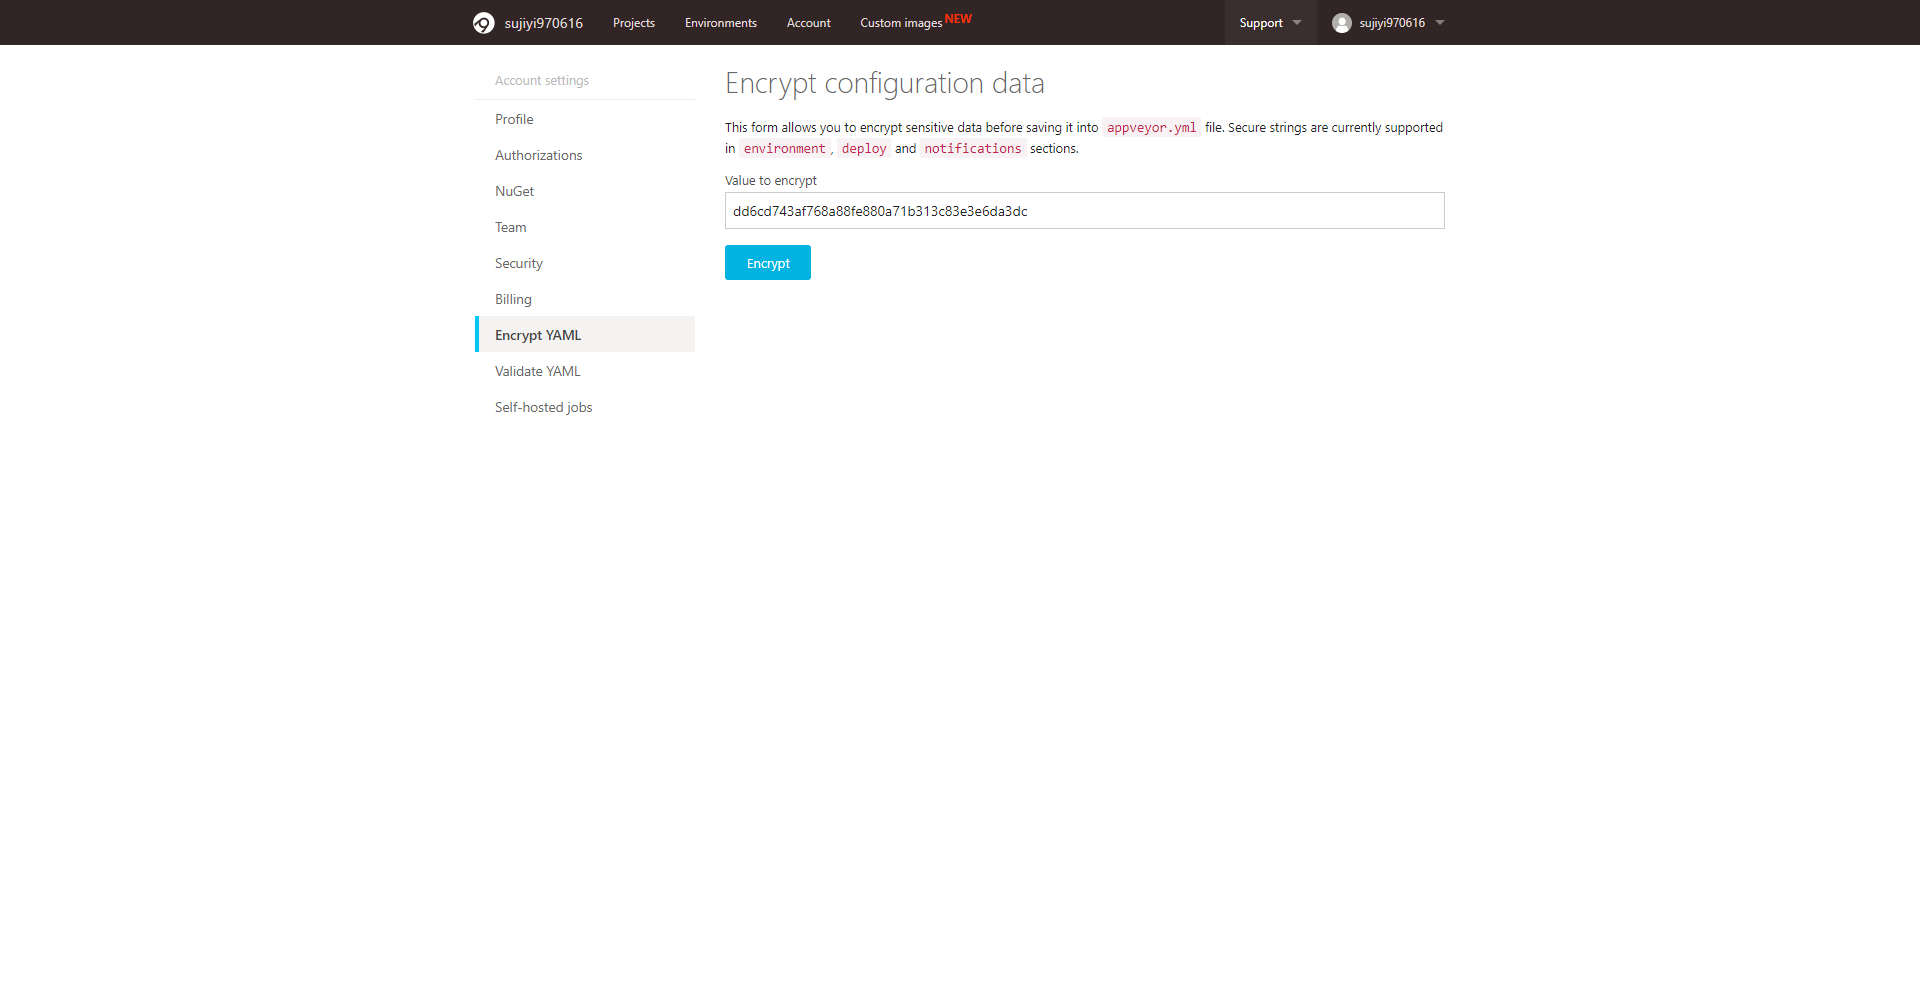 sujiyi970616 Projects Environments Account Custom images NEW Support sujiyi970616
Account settings
Profile
Authorizations
NuGet
Team
Security
Billing
Encrypt YAML
Validate YAML
Self-hosted jobs
Encrypt configuration data
This form allows you to encrypt sensitive data before saving it into appveyor.yml file. Secure strings are currently supported
in environment, deploy and notifications sections.
Value to encrypt
dd6cd743af768a88fe880a71b313c83e3e6da3dc
Encrypt